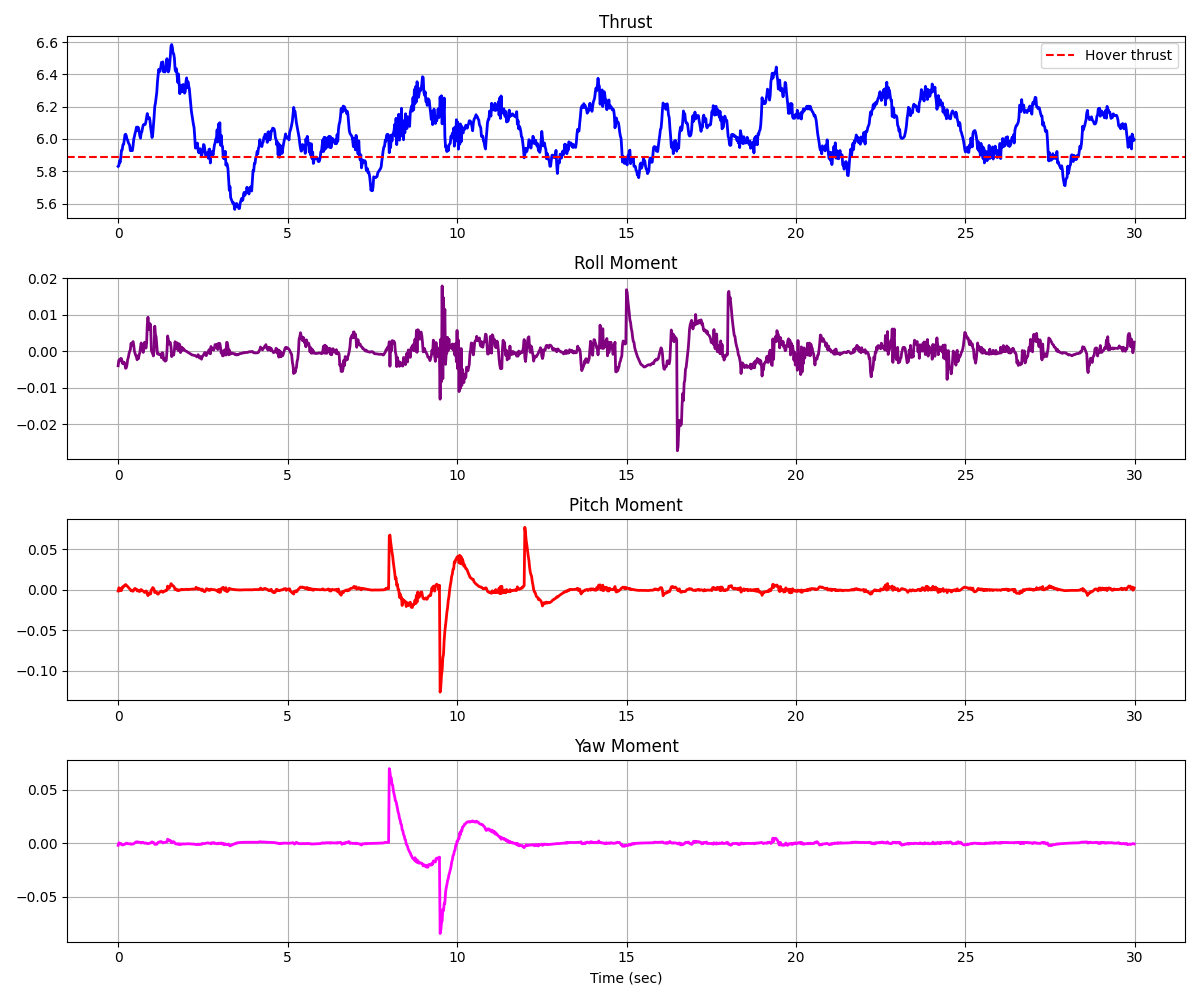 Thrust
6.6
6.4
6.2
6.0
5.8
5.6
Hover thrust
0 5 10 15 20 25 30
Roll Moment
0.02
0.01
0.00
−0.01
−0.02
0 5 10 15 20 25 30
Pitch Moment
0.05
0.00
−0.05
−0.10
0 5 10 15 20 25 30
Yaw Moment
0.05
0.00
−0.05
0 5 10 15 20 25 30
Time (sec)